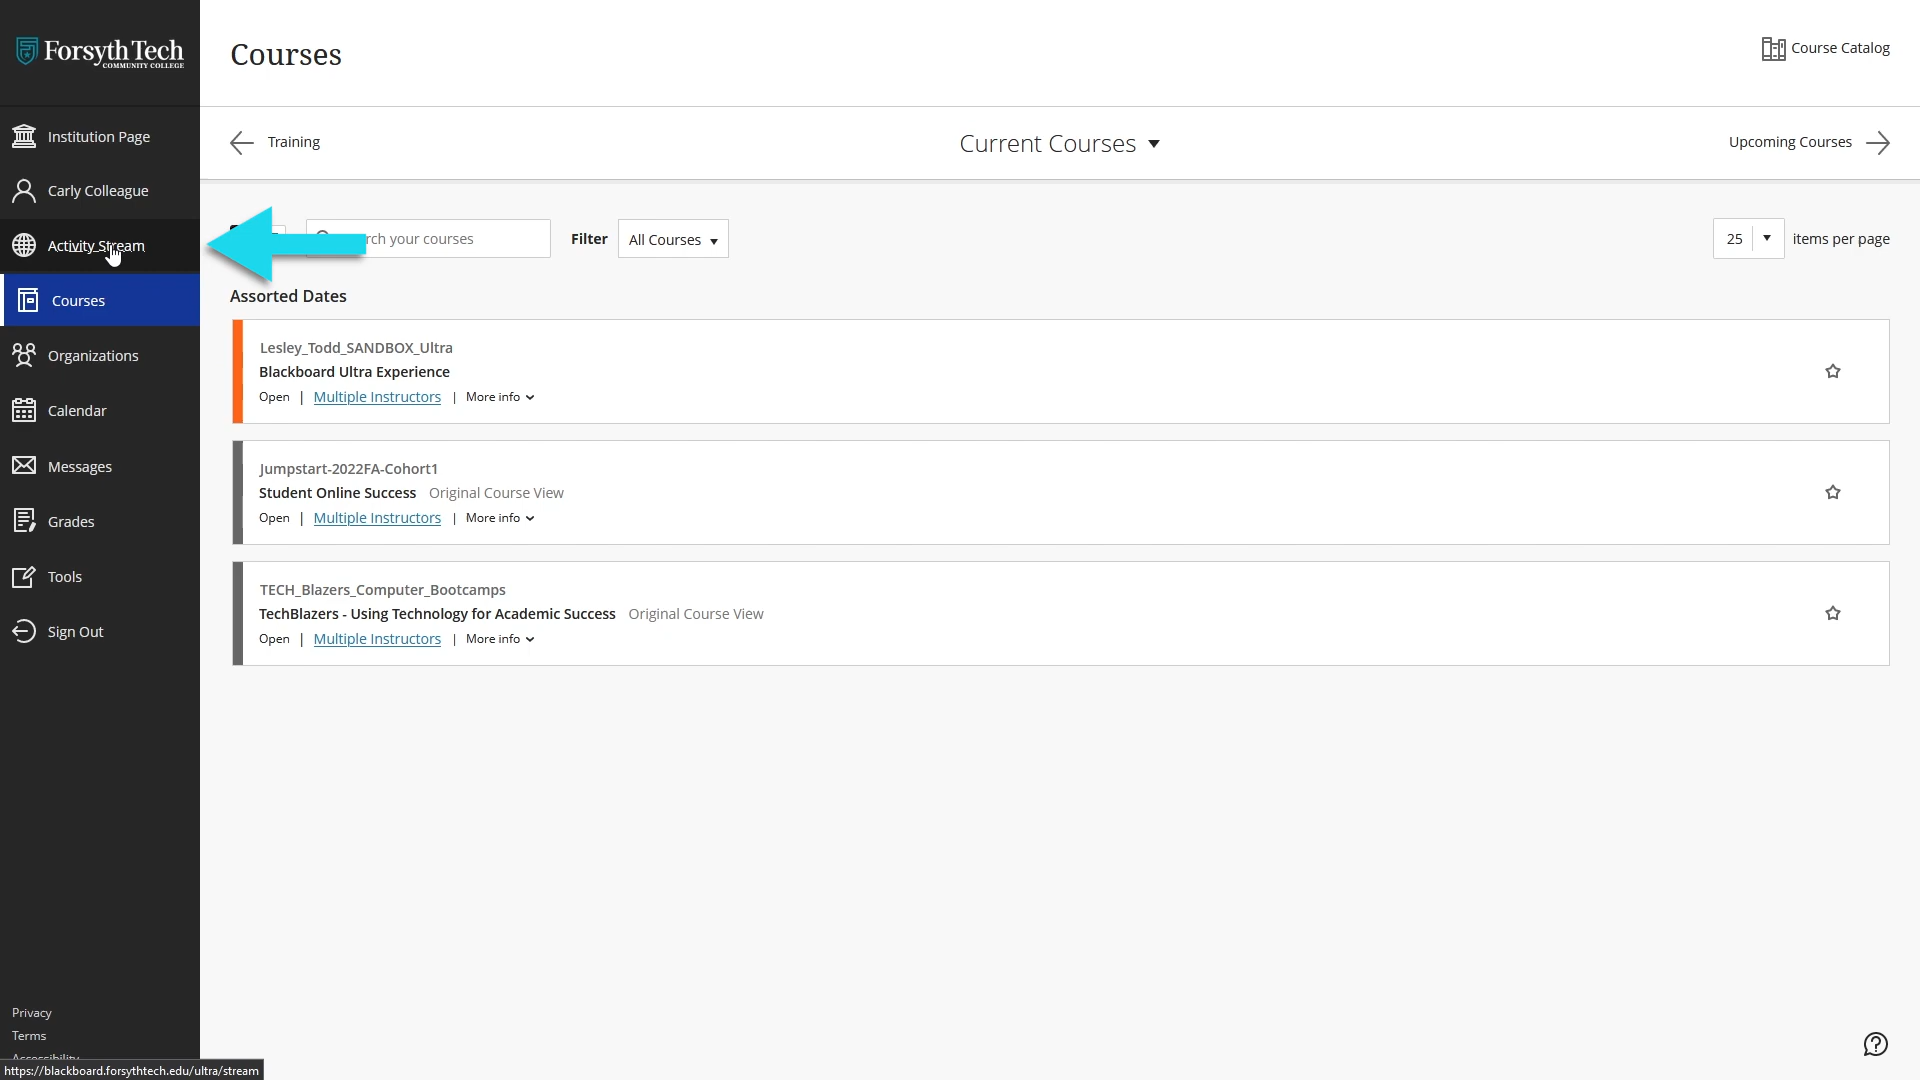 Forsyth Tech
COMMUNITY COLLEGE
Institution Page
Carly Colleague
Activity Stream
Courses
Organizations
Calendar
Messages
Grades
Tools
Sign Out
Privacy
Terms
Accessibility
https://blackboard.forsythtech.edu/ultra/stream
Courses
Course Catalog
Training
Current Courses
Upcoming Courses
rch your courses
Filter
All Courses
25
items per page
Assorted Dates
Lesley_Todd_SANDBOX_Ultra
Blackboard Ultra Experience
Open | Multiple Instructors | More info
Jumpstart-2022FA-Cohort1
Student Online Success Original Course View
Open | Multiple Instructors | More info
TECH_Blazers_Computer_Bootcamps
TechBlazers - Using Technology for Academic Success Original Course View
Open | Multiple Instructors | More info